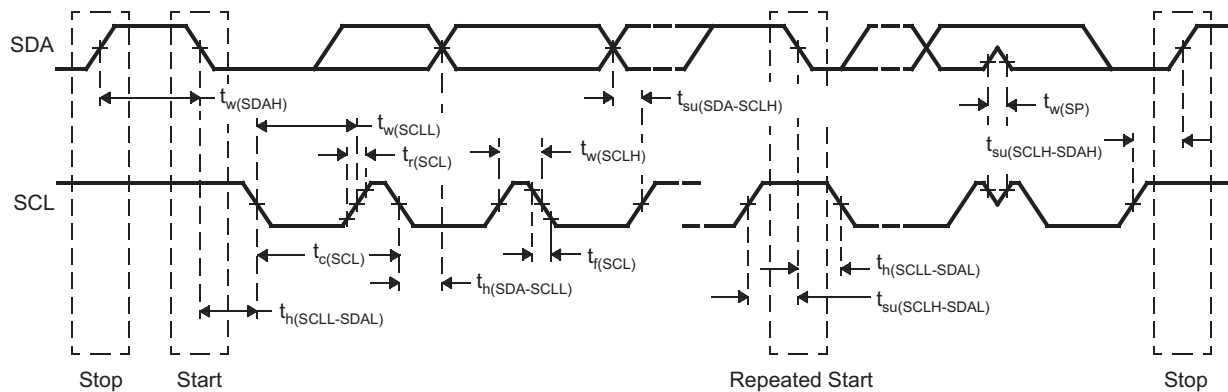 SDA
t_w(SDAH)
t_su(SDA-SCLH)
t_w(SP)
t_w(SCLL)
t_r(SCL)
t_w(SCLH)
t_su(SCLH-SDAH)
SCL
t_c(SCL)
t_f(SCL)
t_h(SCLL-SDAL)
t_h(SDA-SCLL)
t_h(SCLL-SDAL)
t_su(SCLH-SDAL)
Stop Start Repeated Start Stop